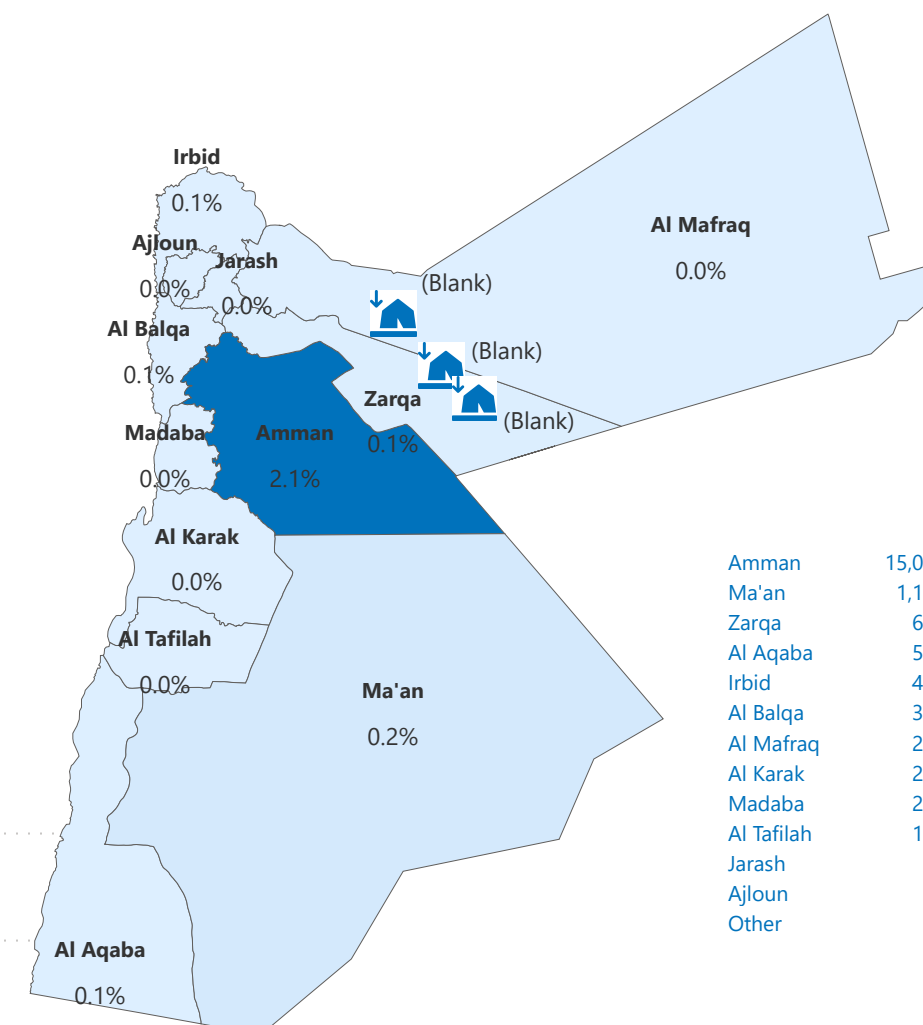 Irbid
0.1%
Al Mafraq
0.0%
Ajloun
0.0%
Jarash
0.0%
(Blank)
Al Balqa
0.1%
(Blank)
Zarqa
0.1%
(Blank)
Madaba
0.0%
Amman
2.1%
Al Karak
0.0%
Al Tafilah
0.0%
Ma'an
0.2%
Al Aqaba
0.1%
Amman 15,0
Ma'an 1,1
Zarqa 6
Al Aqaba 5
Irbid 4
Al Balqa 3
Al Mafraq 2
Al Karak 2
Madaba 2
Al Tafilah 1
Jarash
Ajloun
Other